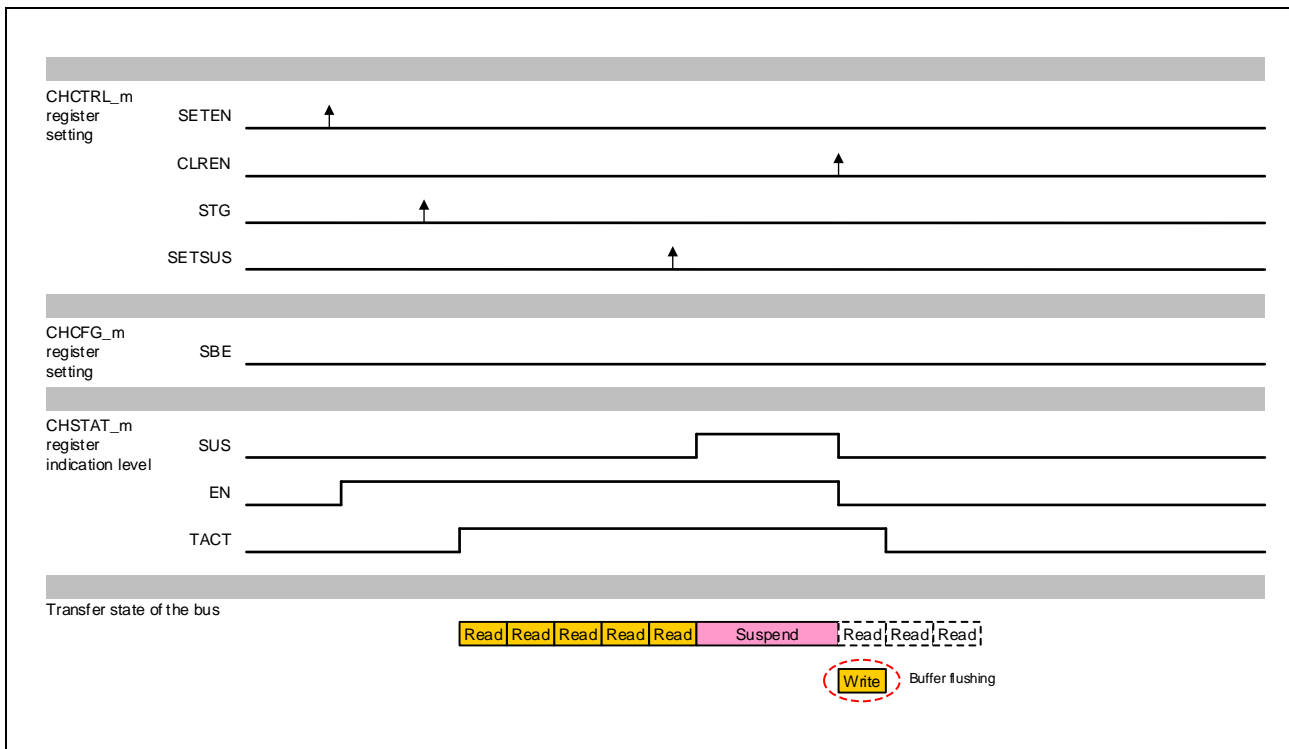 CHCTRL_m
register
setting
SETEN
CLREN
STG
SETSUS
CHCFG_m
register
setting
SBE
CHSTAT_m
register
indication level
SUS
EN
TACT
Transfer state of the bus
Read Read Read Read Read Suspend Read Read Read
Write Buffer flushing